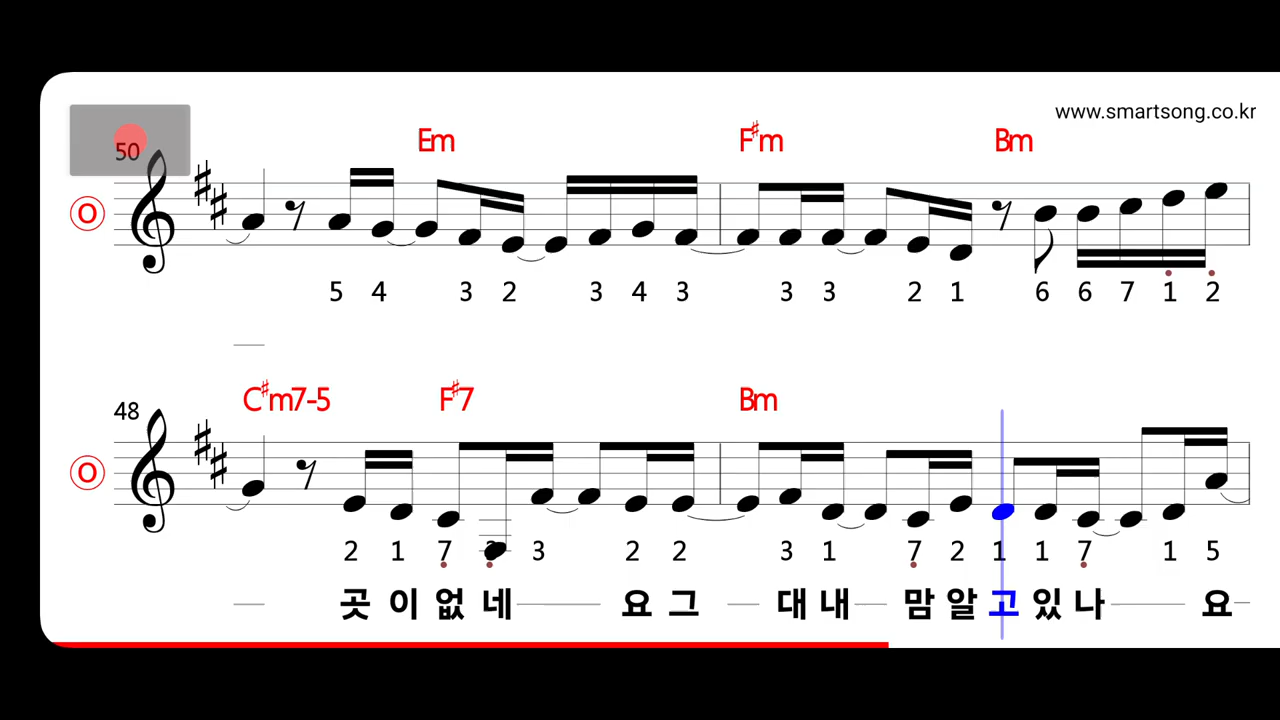 www.smartsong.co.kr
50
Em F♯m Bm
O
5 4 3 2 3 4 3 3 3 2 1 6 6 7 1 2
C♯m7-5 F♯7 Bm
48
O
2 1 7 3 3 2 2 3 1 7 2 1 1 7 1 5
곳 이 없 네 요 그 대 내 맘 알 고 있 나 요